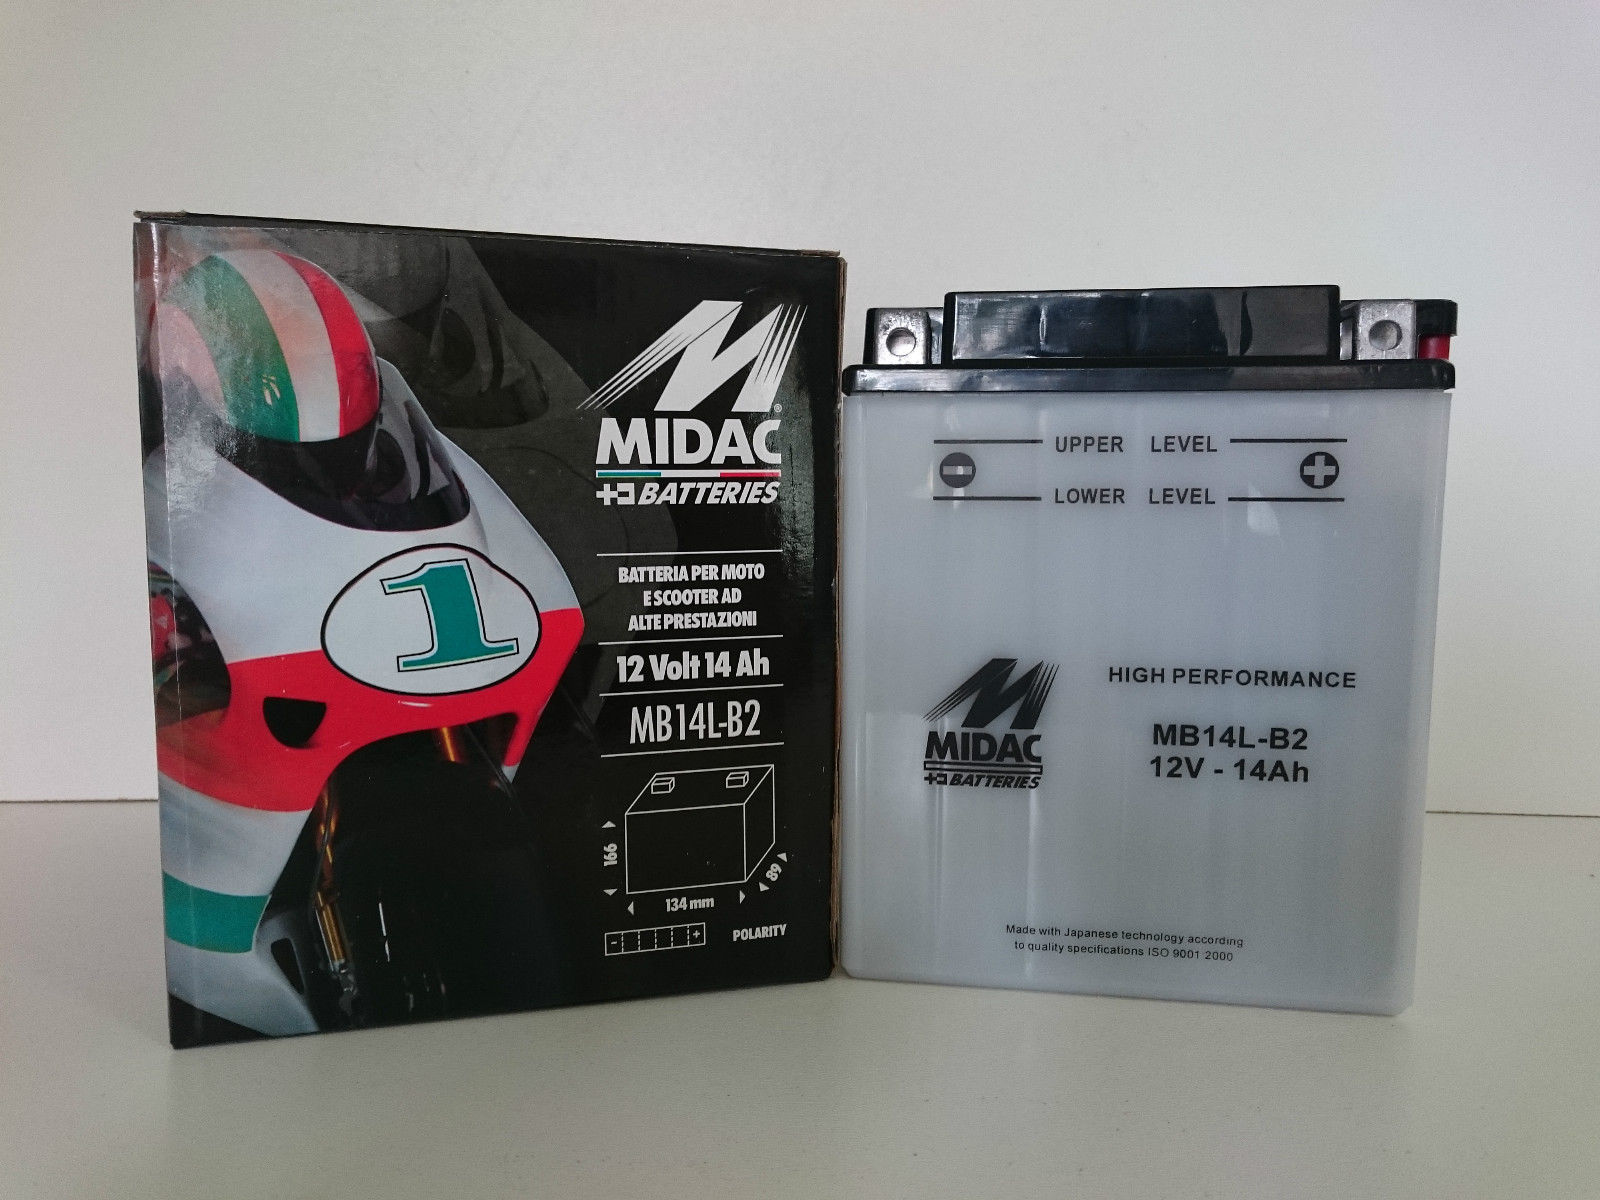 MIDAC
BATTERIES
BATTERIA PER MOTO
E SCOOTER AD
ALTE PRESTAZIONI
12 Volt 14 Ah
MB14L-B2
166
134 mm
89
- +
POLARITY
1
UPPER LEVEL
- +
LOWER LEVEL
MIDAC
BATTERIES
HIGH PERFORMANCE
MB14L-B2
12V - 14Ah
Made with Japanese technology according
to quality specifications ISO 9001 2000